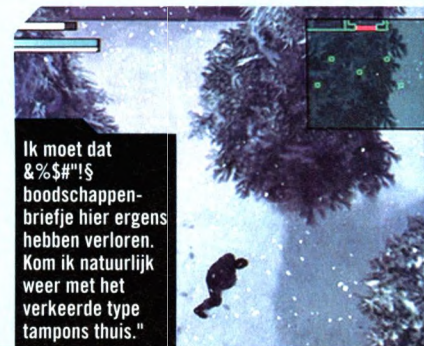 Ik moet dat
&%$#"!§
boodschappen-
briefje hier ergens
hebben verloren.
Kom ik natuurlijk
weer met het
verkeerde type
tampons thuis."